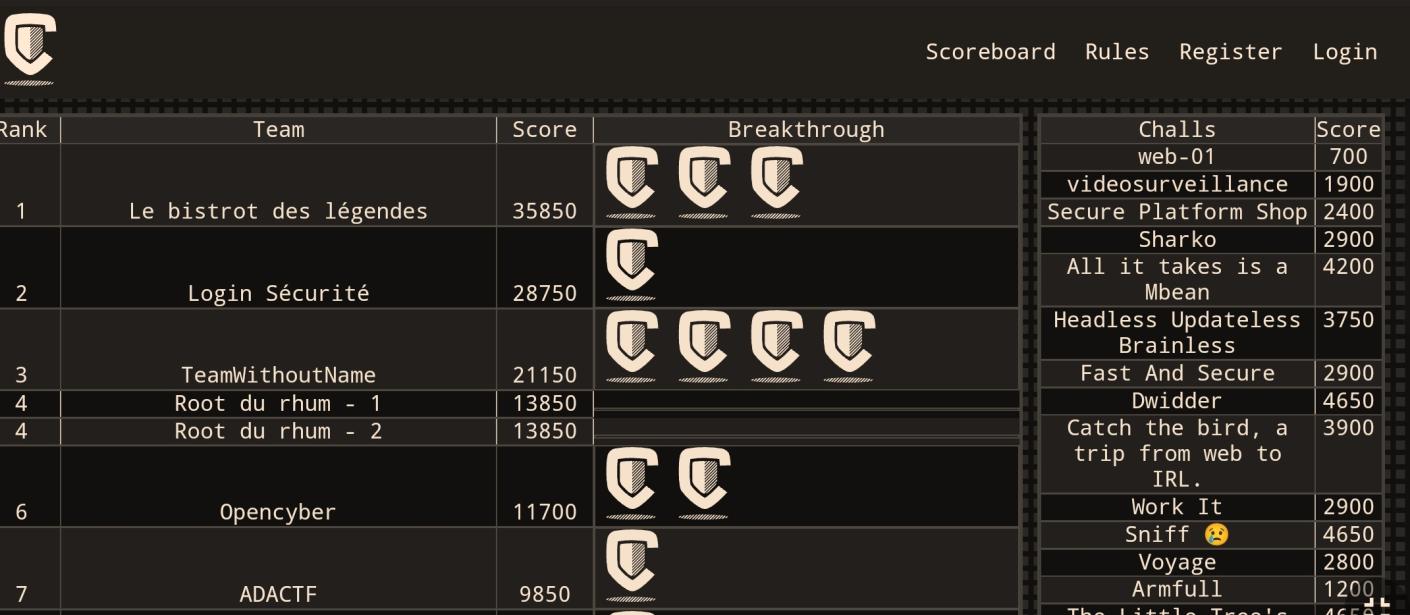 Scoreboard Rules Register Login
Rank Team Score Breakthrough
1 Le bistrot des légendes 35850
2 Login Sécurité 28750
3 TeamWithoutName 21150
4 Root du rhum - 1 13850
4 Root du rhum - 2 13850
6 Opencyber 11700
7 ADACTF 9850
Challs Score
web-01 700
videosurveillance 1900
Secure Platform Shop 2400
Sharko 2900
All it takes is a 4200
Mbean
Headless Updateless 3750
Brainless
Fast And Secure 2900
Dwidder 4650
Catch the bird, a 3900
trip from web to
IRL.
Work It 2900
Sniff 😢 4650
Voyage 2800
Armfull 1200
The Little Tree's 4650